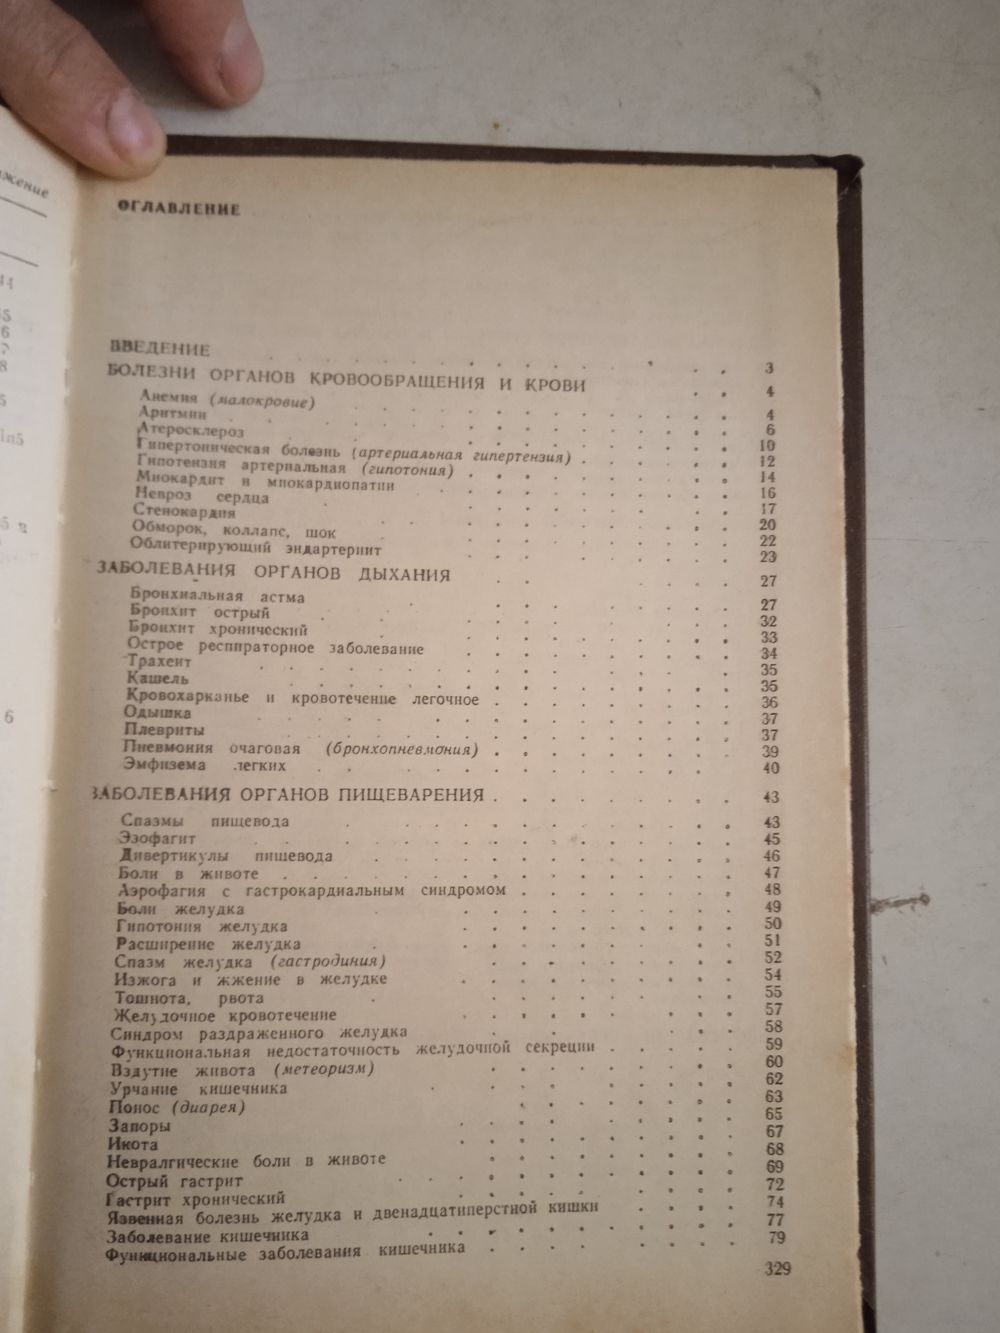 жение
6
ОГЛАВЛЕНИЕ
ВВЕДЕНИЕ 3
БОЛЕЗНИ ОРГАНОВ КРОВООБРАЩЕНИЯ И КРОВИ 4
Анемия (малокровие) 4
Аритмии 6
Атеросклероз 10
Гипертоническая болезнь (артериальная гипертензия) 12
Гипотензия артериальная (гипотония) 14
Миокардит и миокардиопатии 16
Невроз сердца 17
Стенокардия 20
Обморок, коллапс, шок 22
Облитерирующий эндартериит 23
ЗАБОЛЕВАНИЯ ОРГАНОВ ДЫХАНИЯ 27
Бронхиальная астма 27
Бронхит острый 32
Бронхит хронический 33
Острое респираторное заболевание 34
Трахеит 35
Кашель 35
Кровохарканье и кровотечение легочное 36
Одышка 37
Плевриты 37
Пневмония очаговая (бронхопневмония) 39
Эмфизема легких 40
ЗАБОЛЕВАНИЯ ОРГАНОВ ПИЩЕВАРЕНИЯ 43
Спазмы пищевода 43
Эзофагит 45
Дивертикулы пищевода 46
Боли в животе 47
Аэрофагия с гастрокардиальным синдромом 48
Боли желудка 49
Гипотония желудка 50
Расширение желудка 51
Спазм желудка (гастродиния) 52
Изжога и жжение в желудке 54
Тошнота, рвота 55
Желудочное кровотечение 57
Синдром раздраженного желудка 58
Функциональная недостаточность желудочной секреции 59
Вздутие живота (метеоризм) 60
Урчание кишечника 62
Понос (диарея) 63
Запоры 65
Икота 67
Невралгические боли в животе 68
Острый гастрит 69
Гастрит хронический 72
Язвенная болезнь желудка и двенадцатиперстной кишки 74
Заболевание кишечника 77
Функциональные заболевания кишечника 79
329